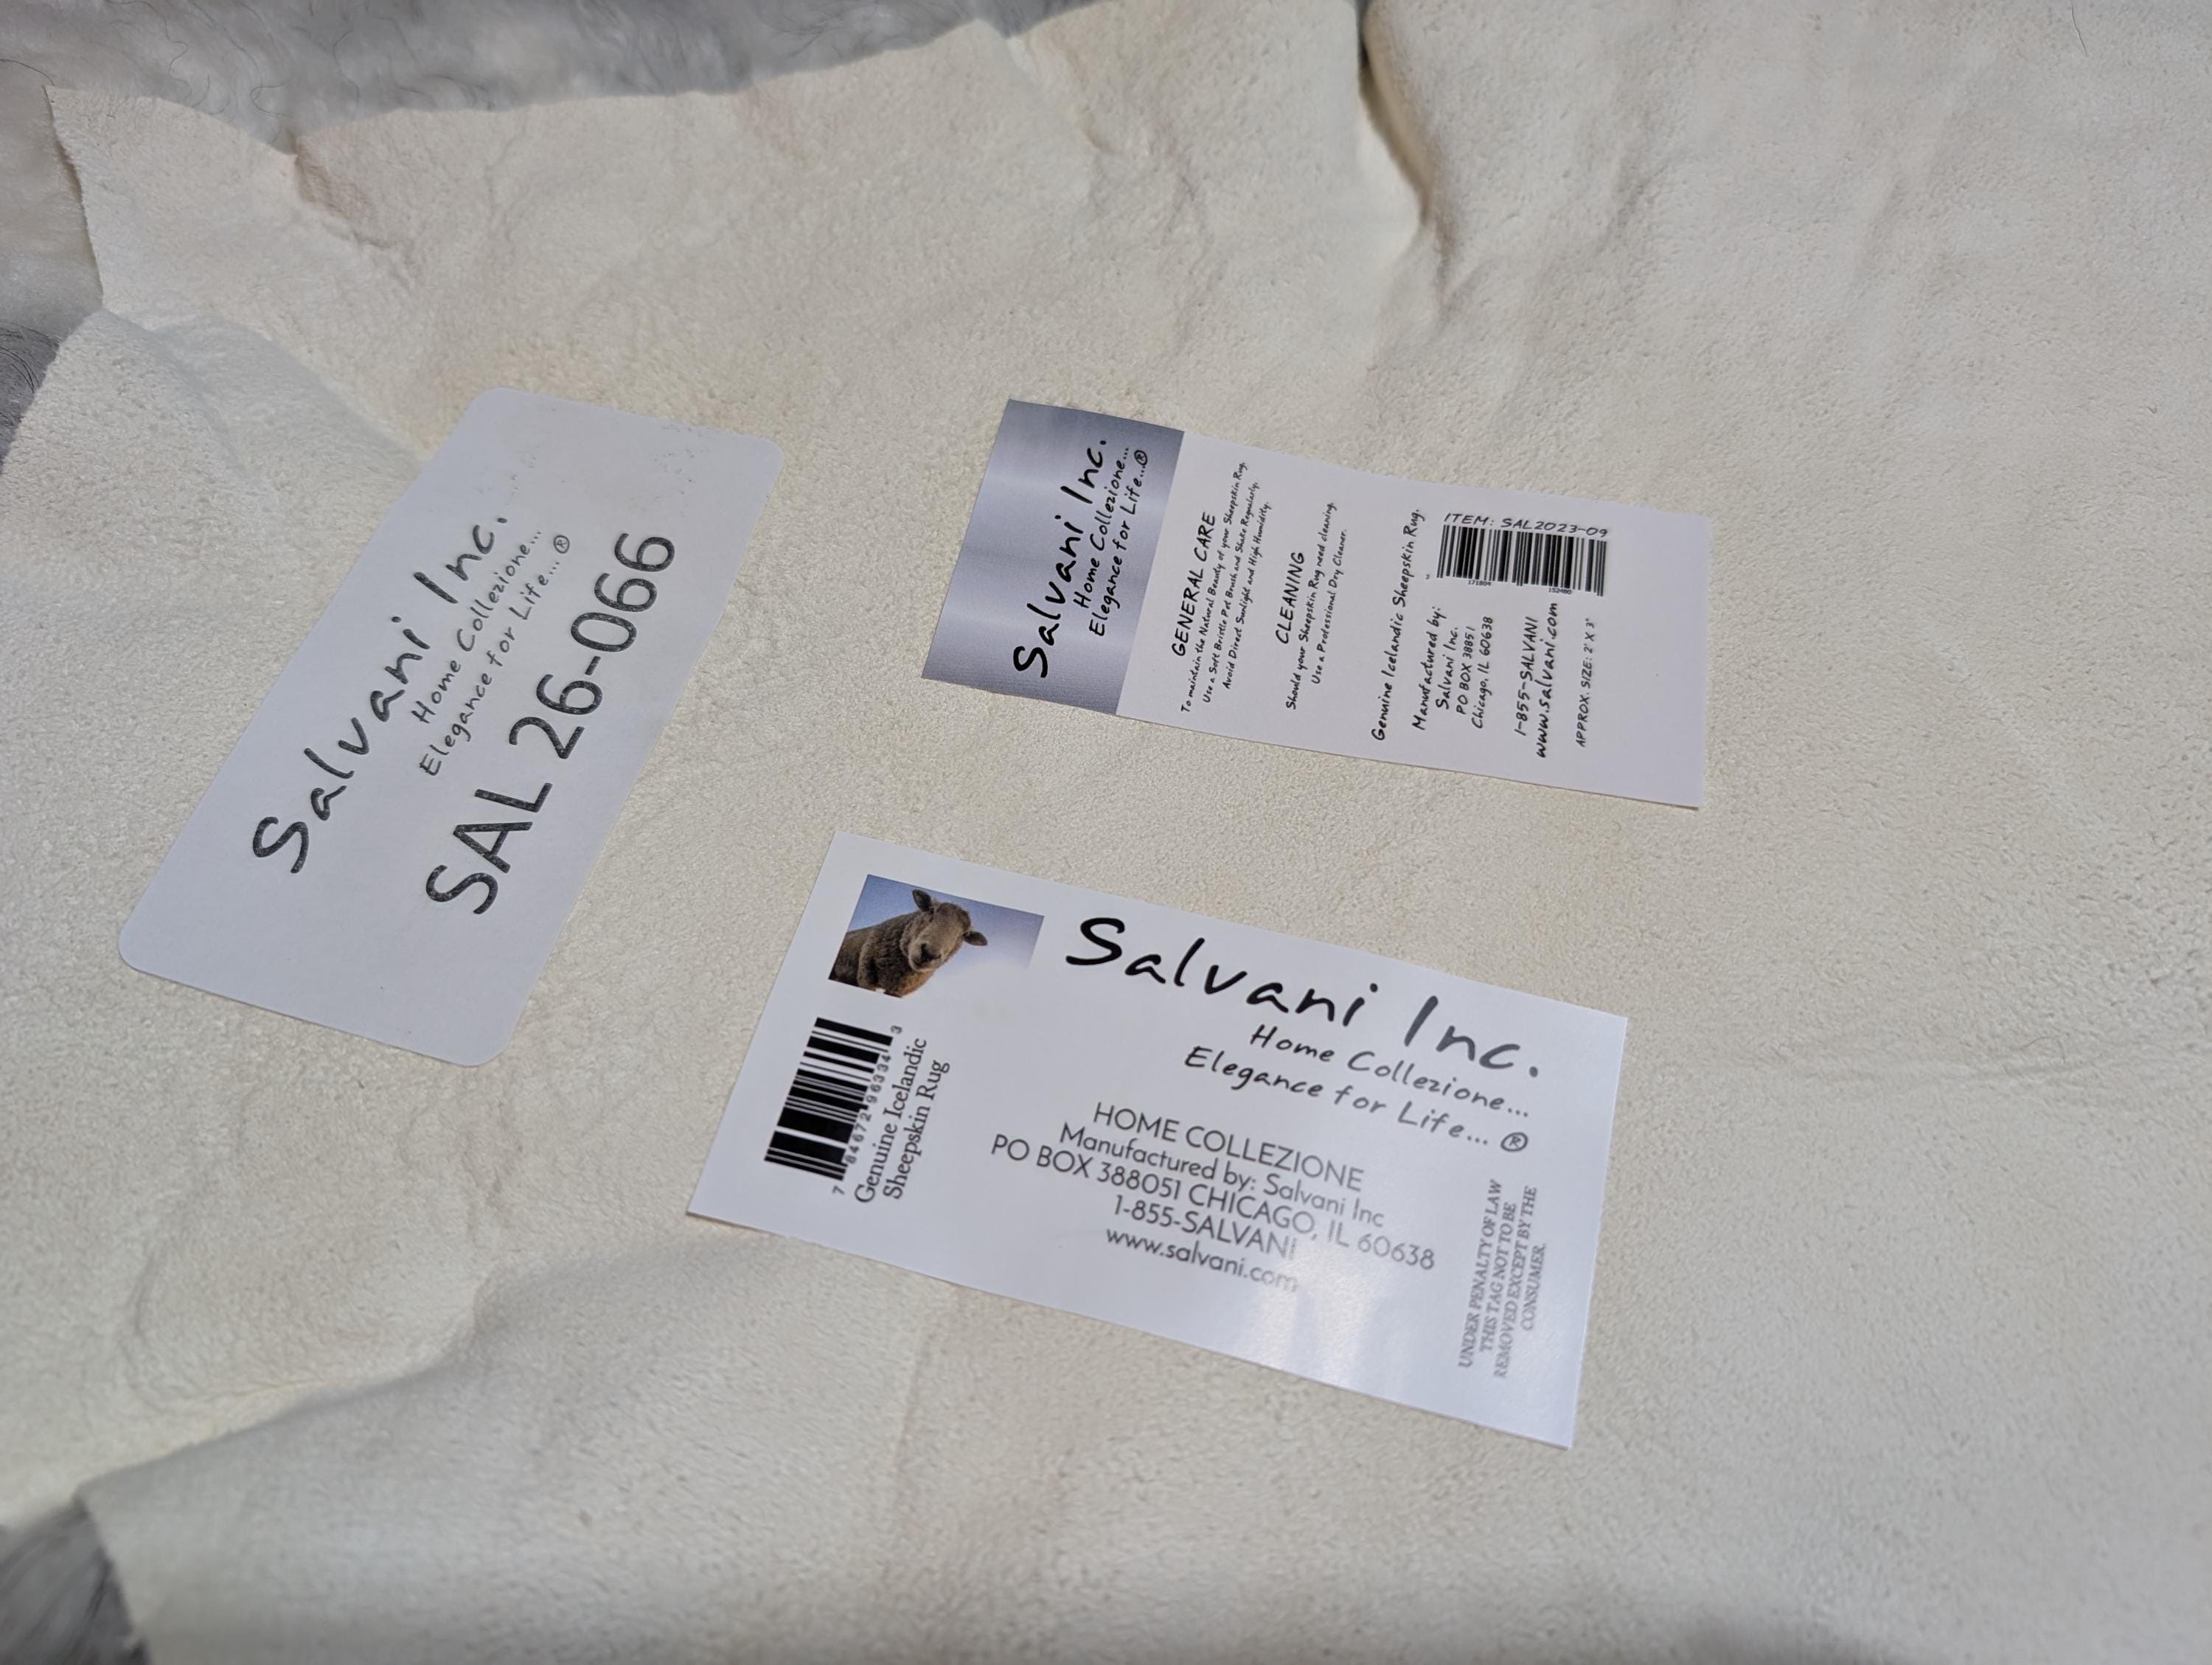 Salvani Inc.
Home Collezione...
Elegance for Life...®
SAL 26-066
Salvani Inc.
Home Collezione...
Elegance for Life...®
GENERAL CARE
To maintain the Natural Beauty of your Sheepskin Rug,
Use a Soft Bristle Pet Brush and Shake Regularly.
Avoid Direct Sunlight and High Humidity.
CLEANING
Should your Sheepskin Rug need cleaning,
Use a Professional Dry Cleaner.
Genuine Icelandic Sheepskin Rug.
Manufactured by:
Salvani Inc.
PO BOX 38851
Chicago, IL 60638
1-855-SALVANI
www.salvani.com
APPROX. SIZE: 2' X 3'
ITEM: SAL2023-09
Salvani Inc.
Home Collezione...
Elegance for Life... ®
HOME COLLEZIONE
Manufactured by: Salvani Inc
PO BOX 388051 CHICAGO, IL 60638
1-855-SALVANI
www.salvani.com
7 84672 96334 3
Genuine Icelandic
Sheepskin Rug
UNDER PENALTY OF LAW
THIS TAG NOT TO BE
REMOVED EXCEPT BY THE
CONSUMER.